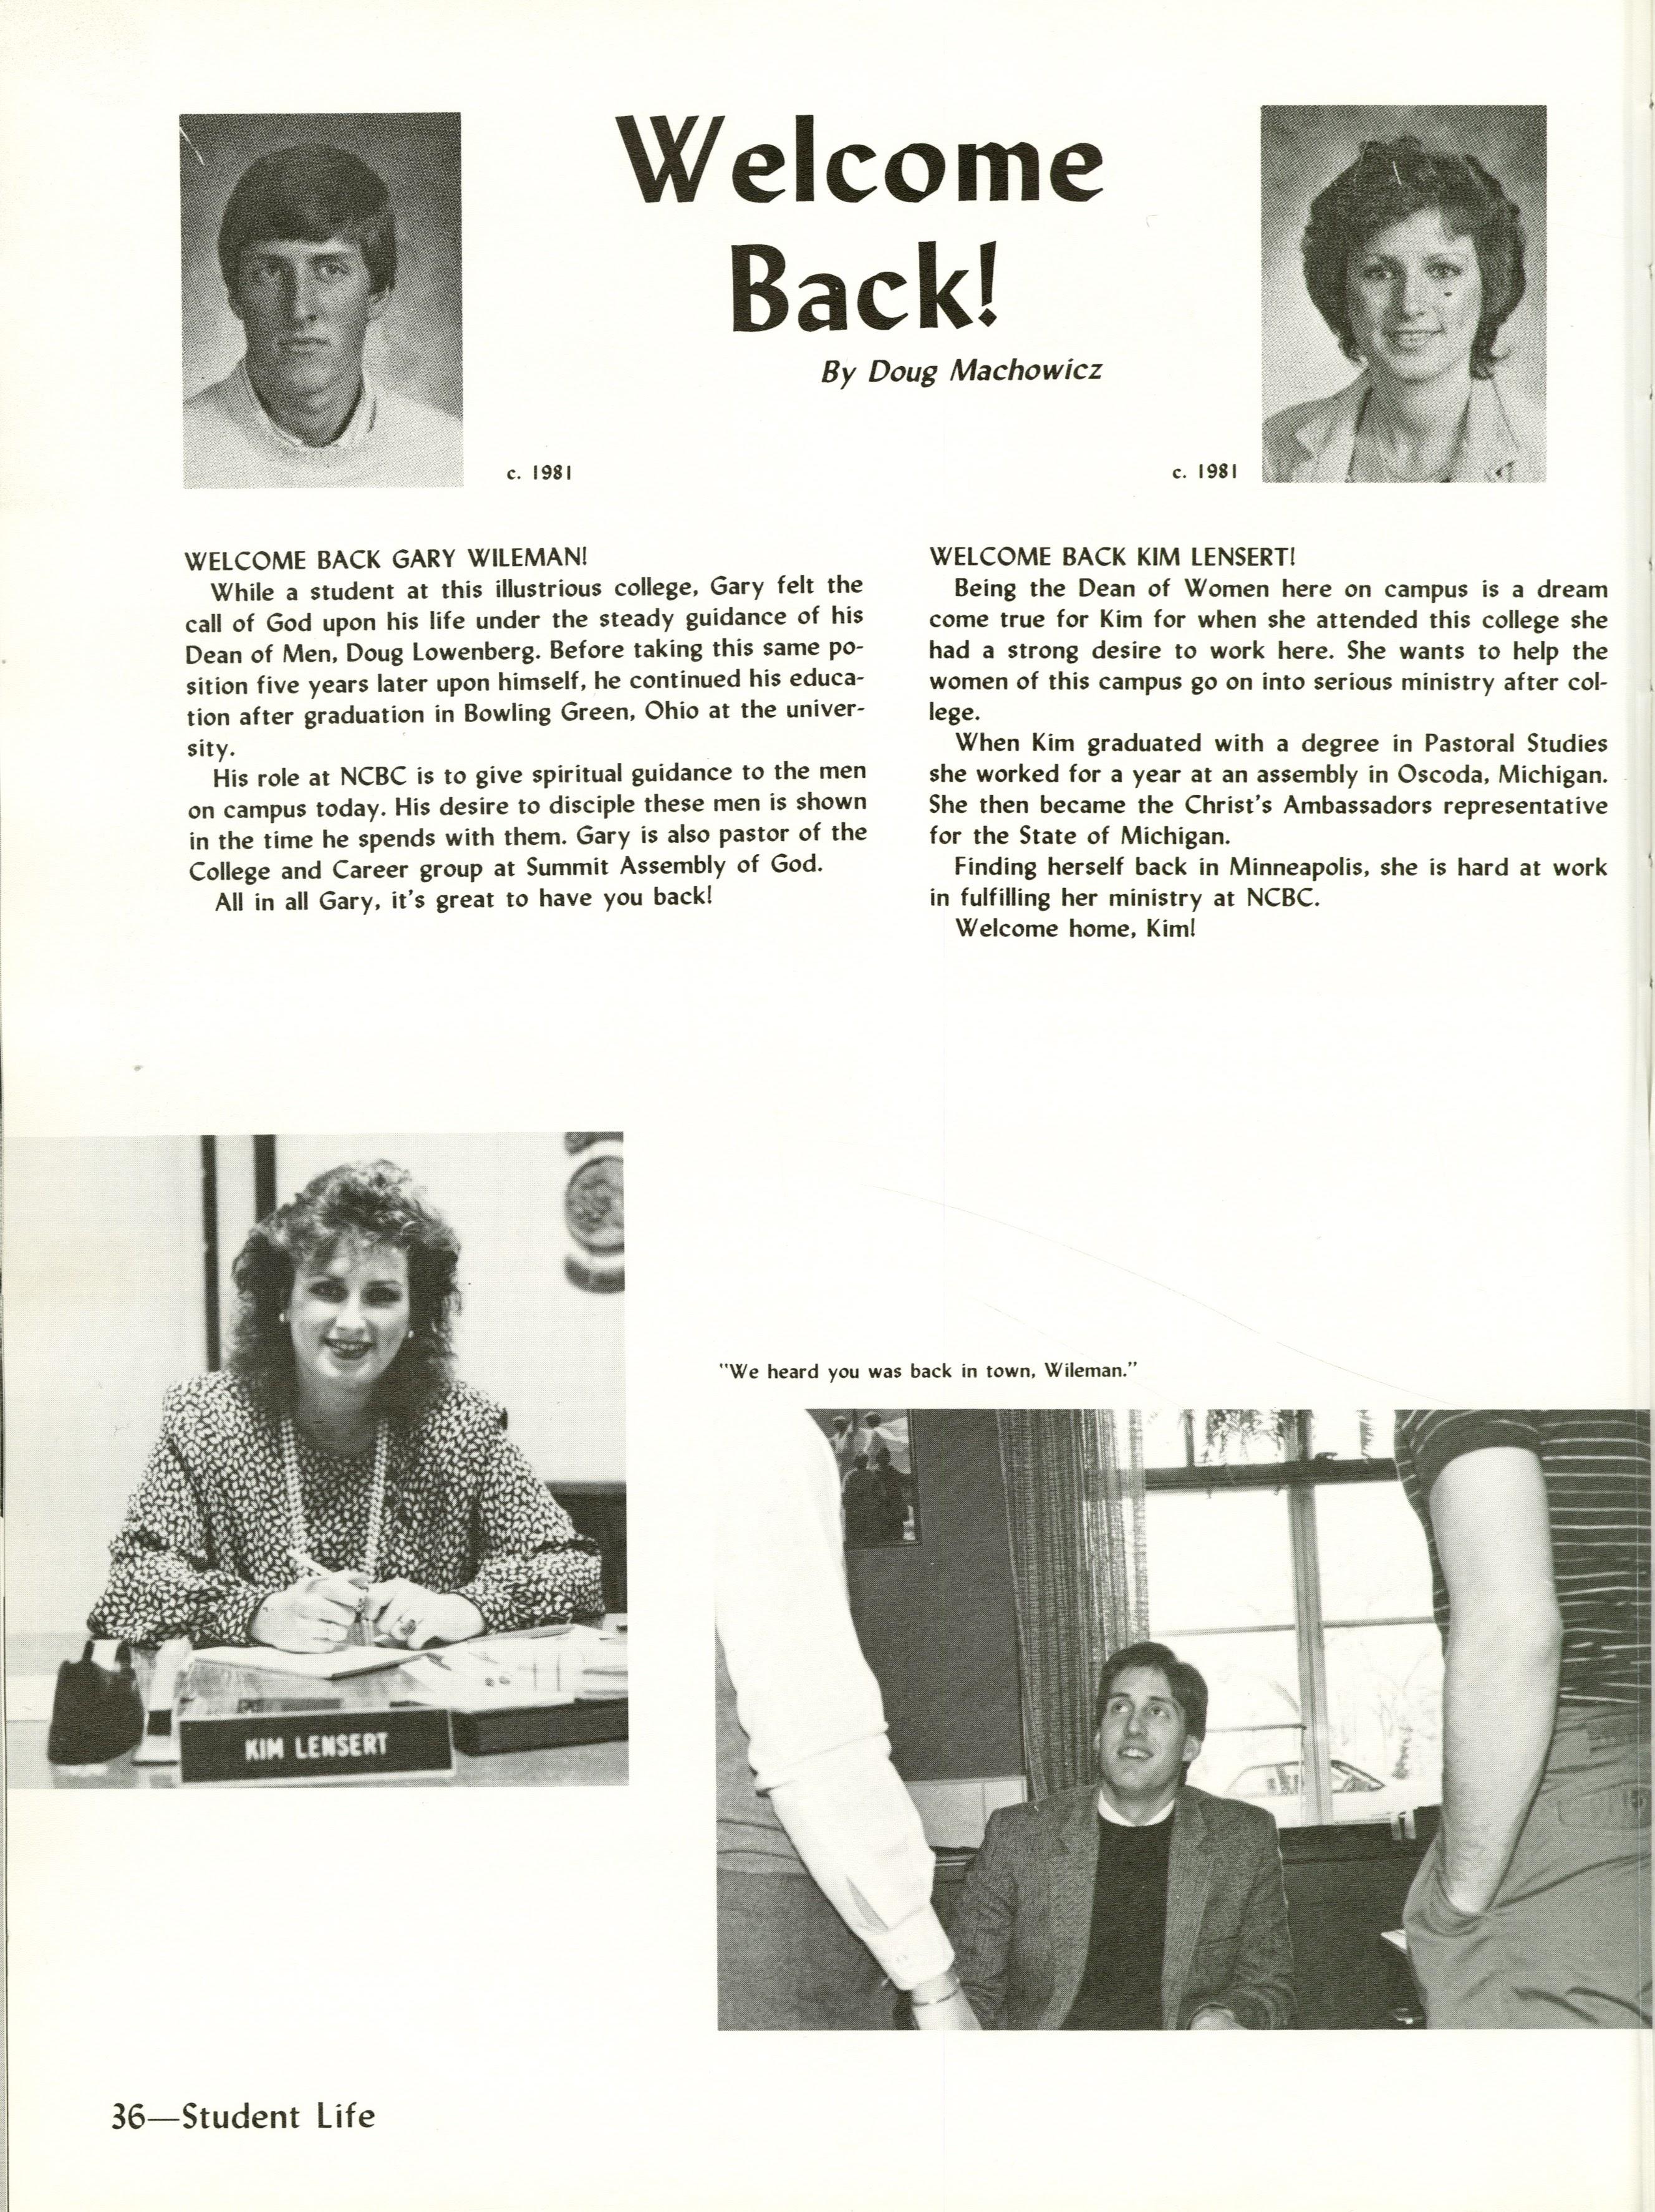 Welcome
Back!
By Doug Machowicz
c. 1981
c. 1981
WELCOME BACK GARY WILEMAN!
While a student at this illustrious college, Gary felt the
call of God upon his life under the steady guidance of his
Dean of Men, Doug Lowenberg. Before taking this same po-
sition five years later upon himself, he continued his educa-
tion after graduation in Bowling Green, Ohio at the univer-
sity.
His role at NCBC is to give spiritual guidance to the men
on campus today. His desire to disciple these men is shown
in the time he spends with them. Gary is also pastor of the
College and Career group at Summit Assembly of God.
All in all Gary, it's great to have you back!
WELCOME BACK KIM LENSERT!
Being the Dean of Women here on campus is a dream
come true for Kim for when she attended this college she
had a strong desire to work here. She wants to help the
women of this campus go on into serious ministry after col-
lege.
When Kim graduated with a degree in Pastoral Studies
she worked for a year at an assembly in Oscoda, Michigan.
She then became the Christ's Ambassadors representative
for the State of Michigan.
Finding herself back in Minneapolis, she is hard at work
in fulfilling her ministry at NCBC.
Welcome home, Kim!
KIM LENSERT
"We heard you was back in town, Wileman."
36—Student Life